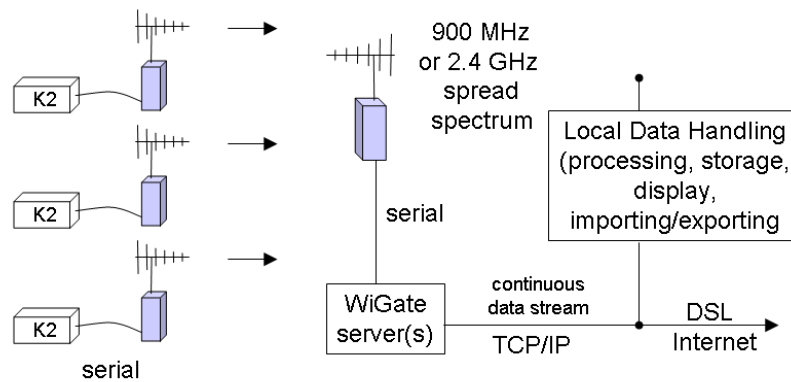 K2
K2
K2
serial
900 MHz
or 2.4 GHz
spread
spectrum
serial
WiGate
server(s)
continuous
data stream
TCP/IP
Local Data Handling
(processing, storage,
display,
importing/exporting
DSL
Internet